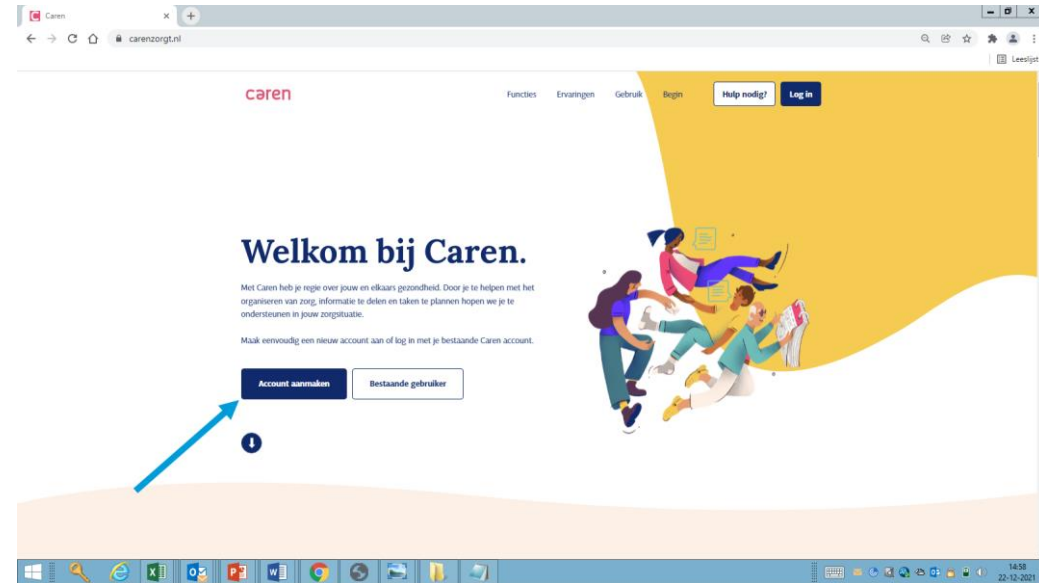 Caren
carenzorgt.nl
Leeslijst
caren
Functies Ervaringen Gebruik Begin Hulp nodig? Log in
Welkom bij Caren.
Met Caren heb je regie over jouw en elkaars gezondheid. Door je te helpen met het
organiseren van zorg, informatie te delen en taken te plannen hopen we je te
ondersteunen in jouw zorgsituatie.
Maak eenvoudig een nieuw account aan of log in met je bestaande Caren account.
Account aanmaken Bestaande gebruiker
14:58
22-12-2021